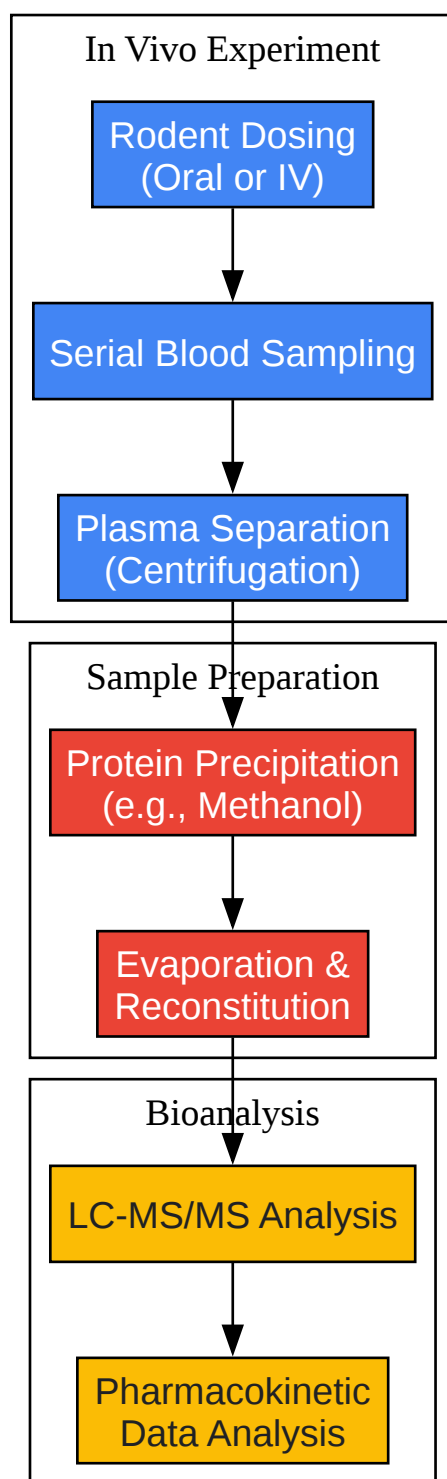 In Vivo Experiment
Rodent Dosing
(Oral or IV)
Serial Blood Sampling
Plasma Separation
(Centrifugation)
Sample Preparation
Protein Precipitation
(e.g., Methanol)
Evaporation &
Reconstitution
Bioanalysis
LC-MS/MS Analysis
Pharmacokinetic
Data Analysis